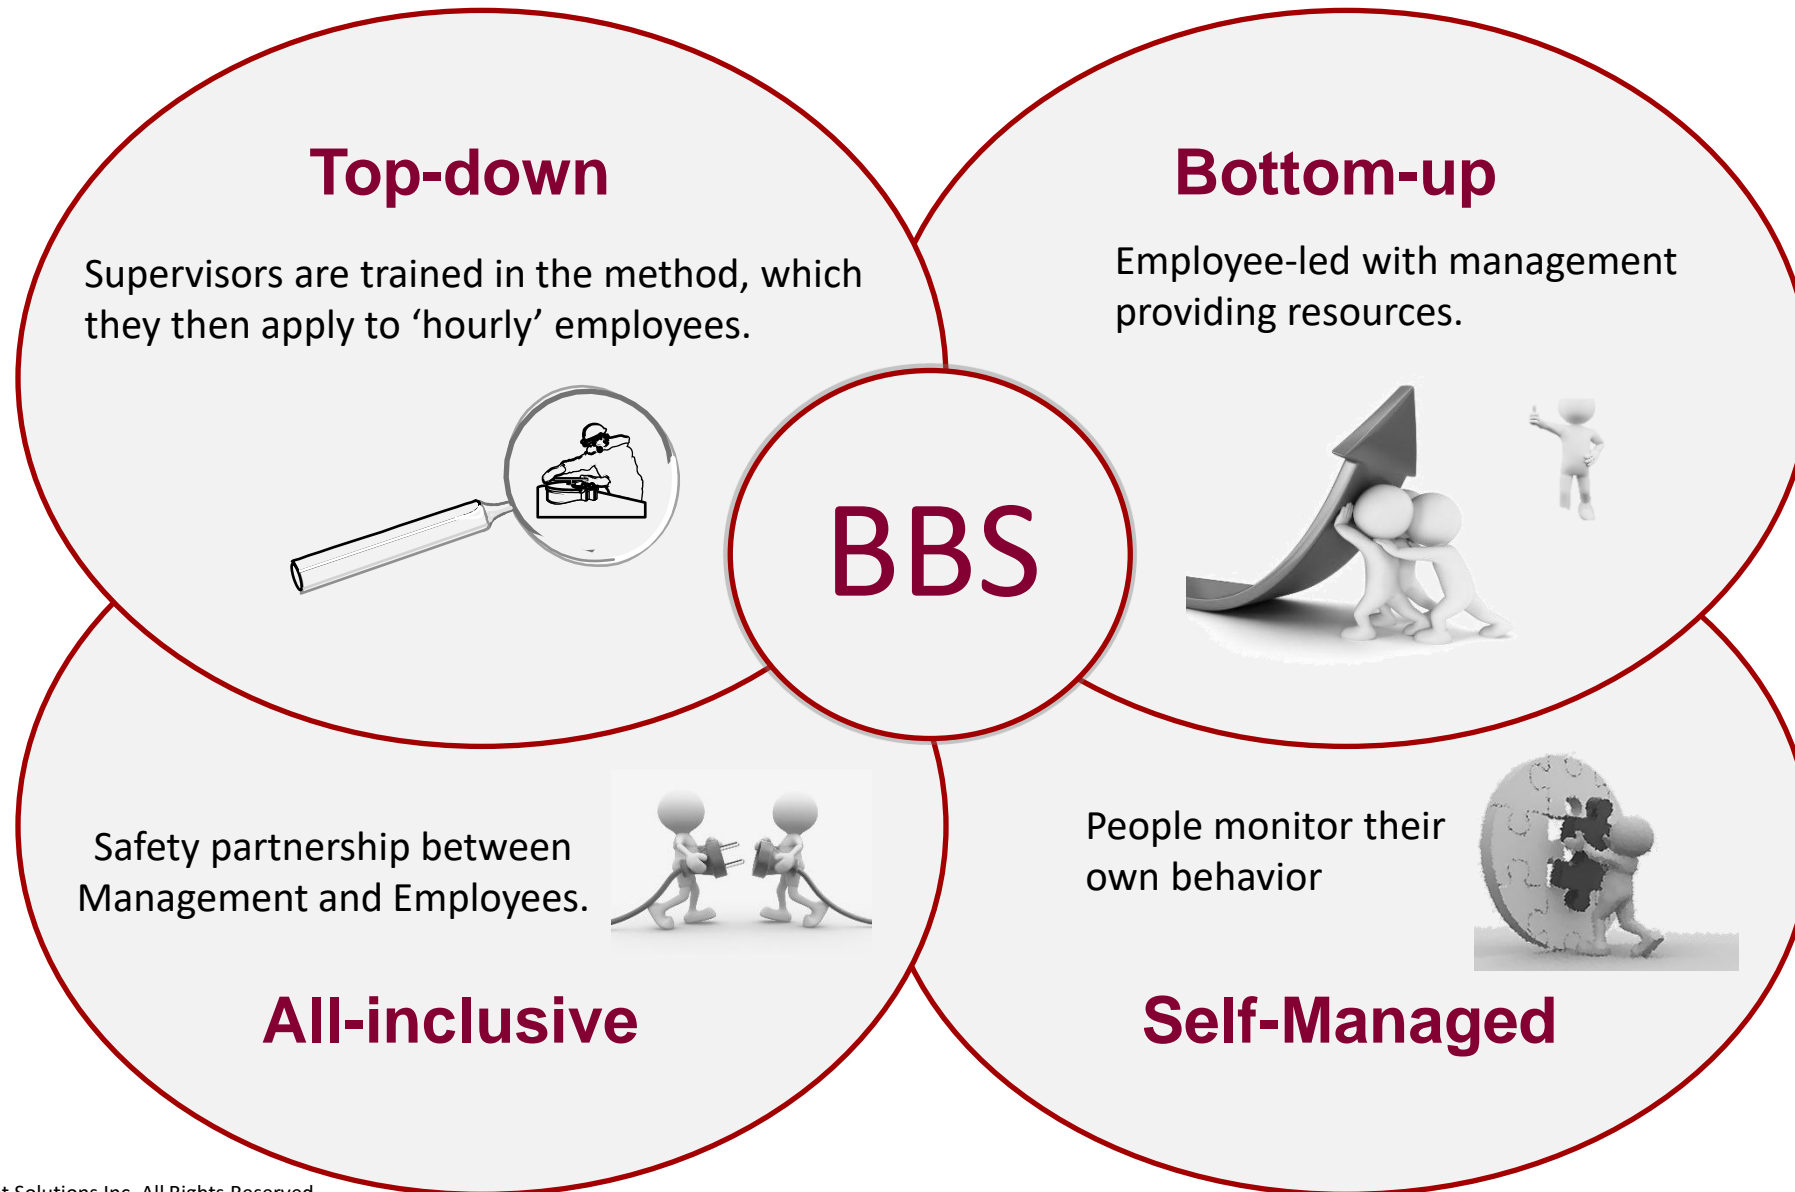 Top-down
Supervisors are trained in the method, which
they then apply to ‘hourly’ employees.
Bottom-up
Employee-led with management
providing resources.
BBS
Safety partnership between
Management and Employees.
All-inclusive
People monitor their
own behavior
Self-Managed
t Solutions Inc. All Rights Reserved